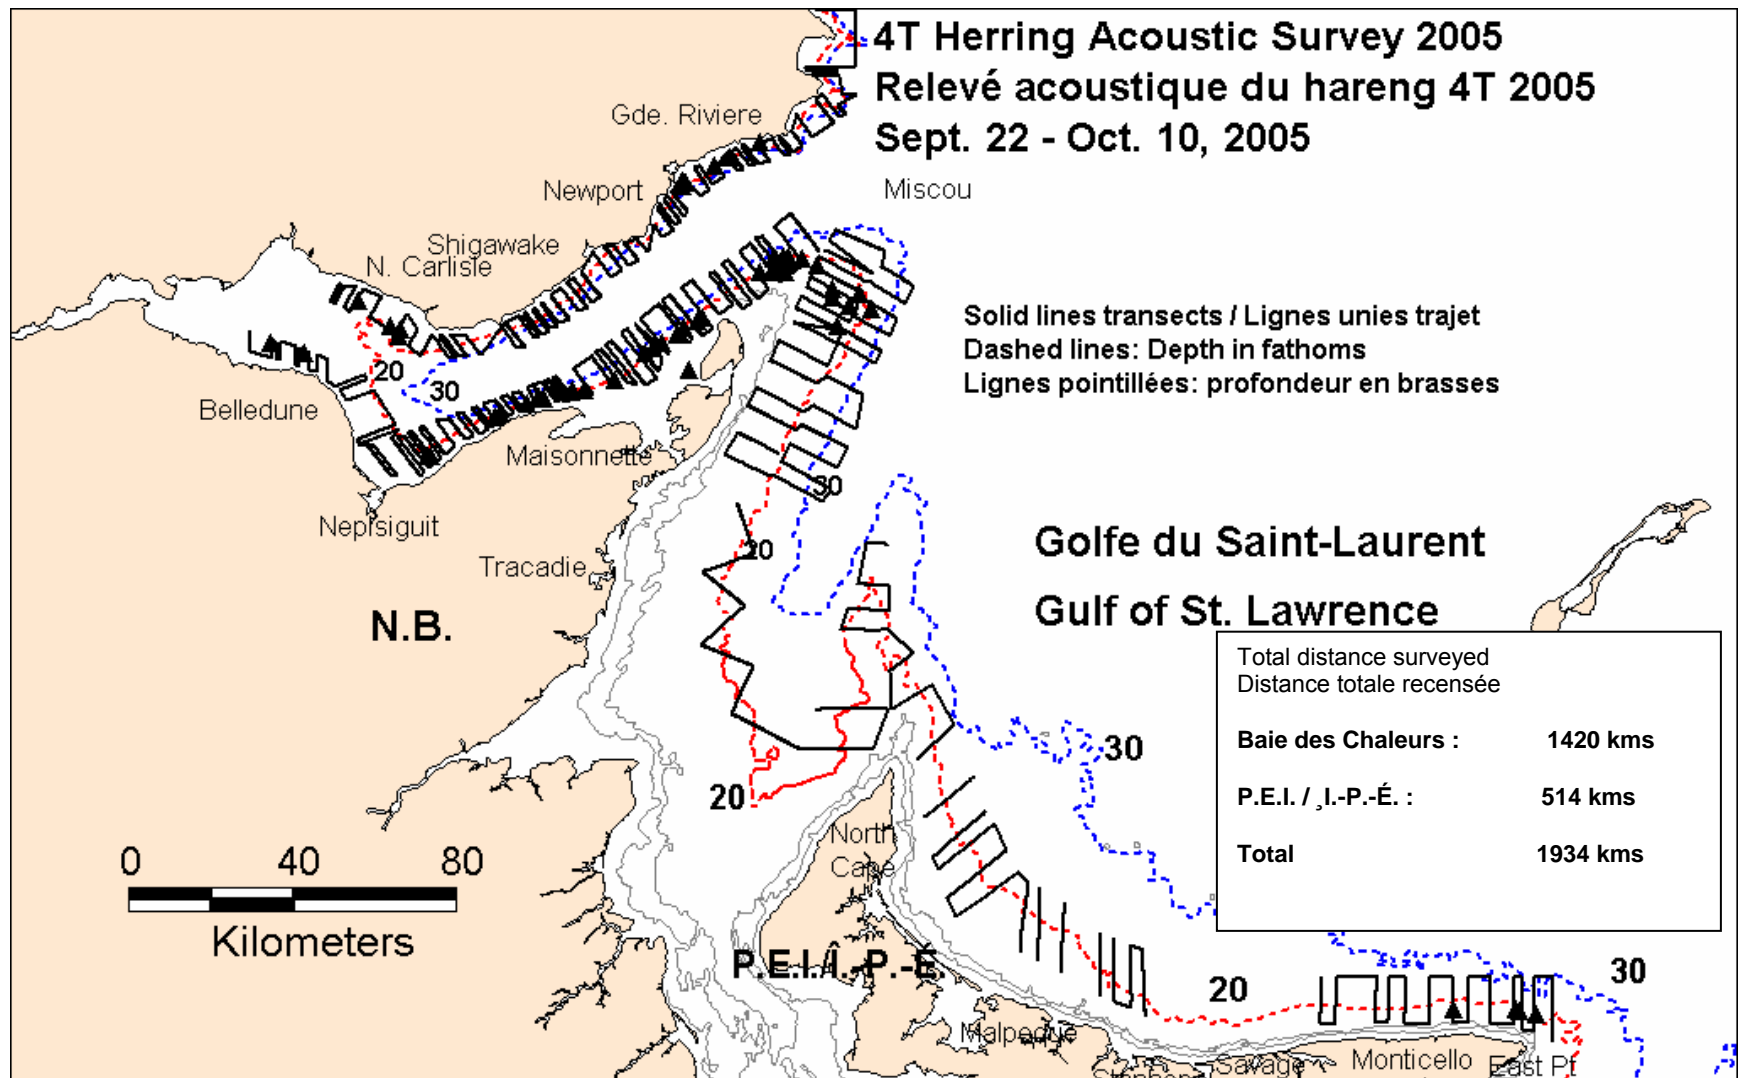 4T Herring Acoustic Survey 2005
Relevé acoustique du hareng 4T 2005
Sept. 22 - Oct. 10, 2005
Gde. Riviere
Newport
Miscou
Shigawake
N. Carlisle
Solid lines transects / Lignes unies trajet
Dashed lines: Depth in fathoms
Lignes pointillées: profondeur en brasses
20
30
Belledune
Maisonnette
30
Nepisiguit
20
Tracadie
Golfe du Saint-Laurent
Gulf of St. Lawrence
N.B.
Total distance surveyed
Distance totale recensée
Baie des Chaleurs : 1420 kms
P.E.I. / ¸I.-P.-É. : 514 kms
Total 1934 kms
30
20
North
Cape
0 40 80
Kilometers
P.E.I./Î.-P.-É.
20
30
Malpeque
Savage
Monticello
East Pt